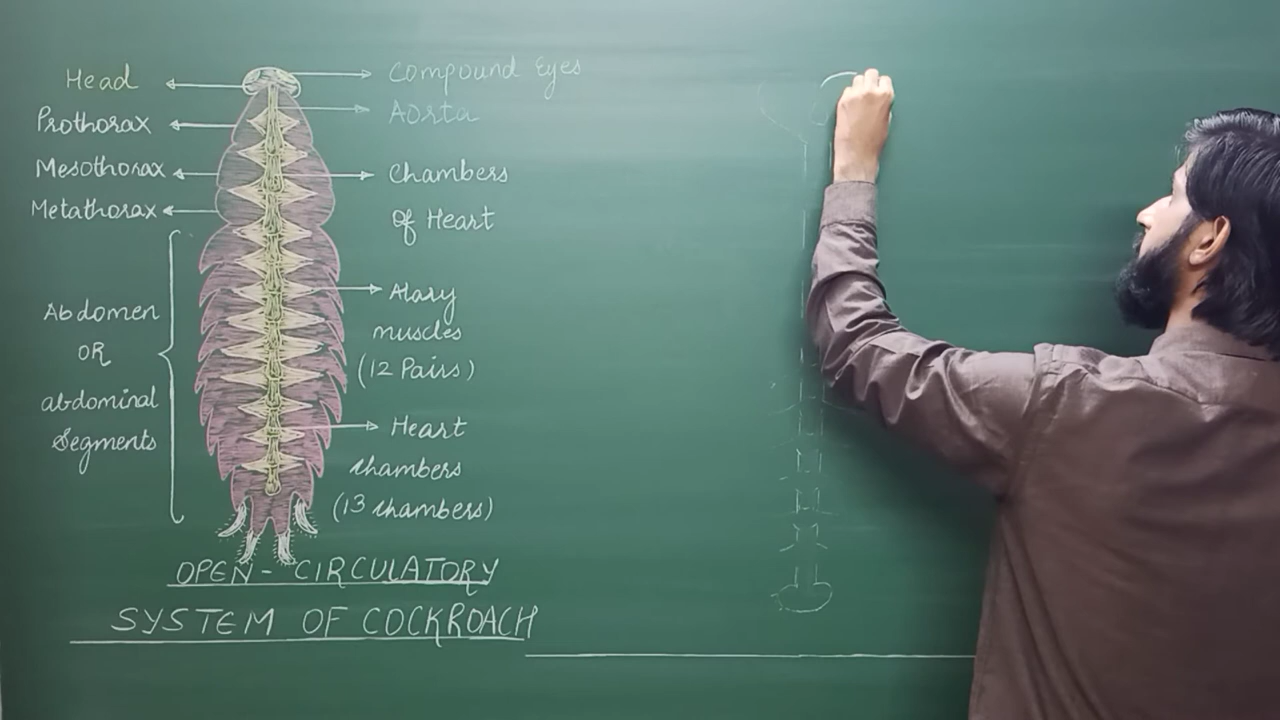 Head
Prothorax
Mesothorax
Metathorax
Abdomen
OR
abdominal
Segments
Compound Eyes
Aorta
Chambers
of Heart
Alary
muscles
(12 Pairs)
Heart
chambers
(13 chambers)
OPEN- CIRCULATORY
SYSTEM OF COCKROACH